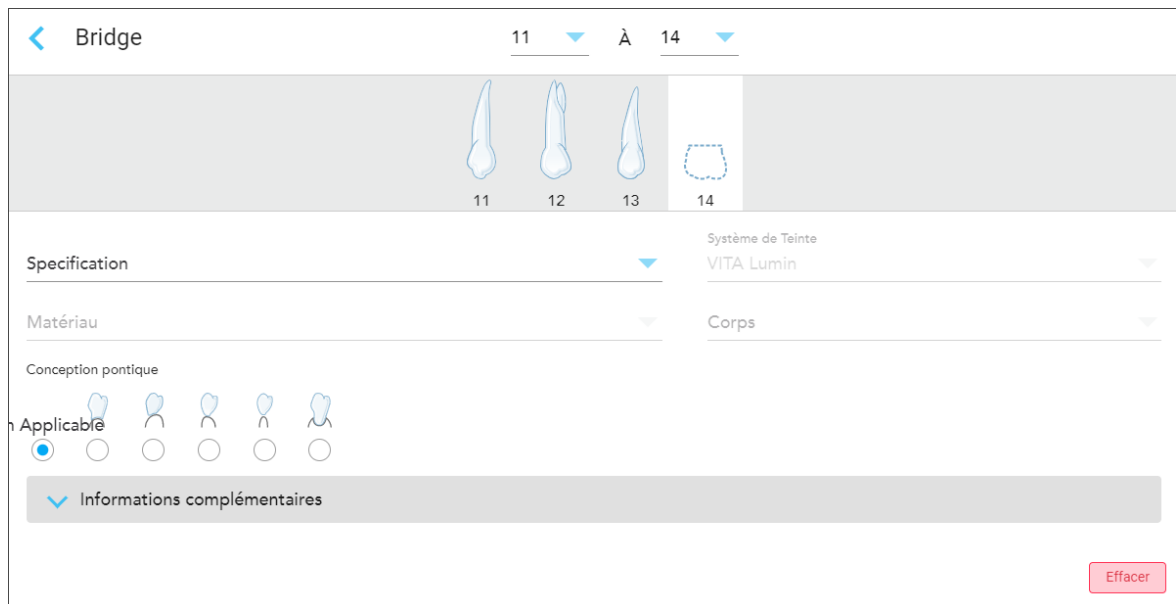 Bridge 11 À 14
11 12 13 14
Specification
Système de Teinte
VITA Lumin
Matériau
Corps
Conception pontique
n Applicable
Informations complémentaires
Effacer